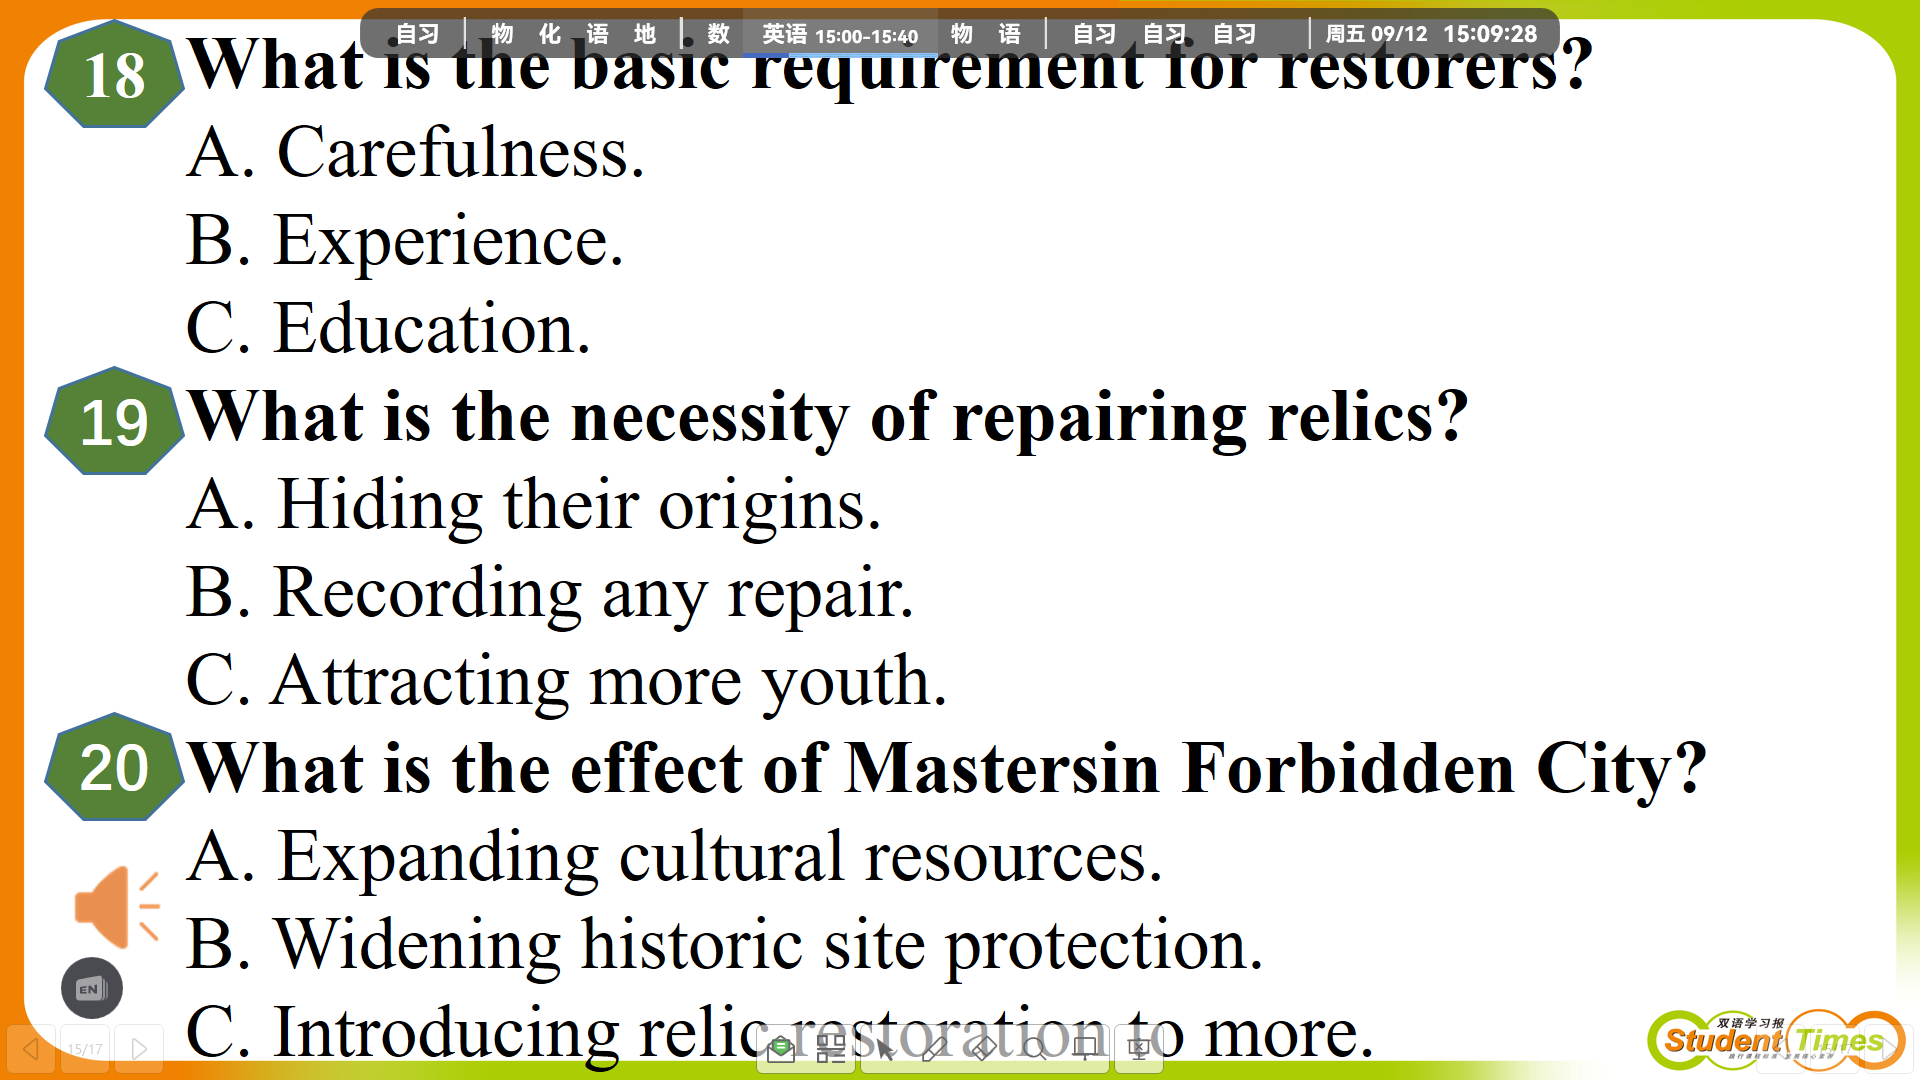 自习 物 化 语 地 数 英语 15:00-15:40 物 语 自习 自习 自习 周五 09/12 15:09:28
18 What is the basic requirement for restorers?
A. Carefulness.
B. Experience.
C. Education.
19 What is the necessity of repairing relics?
A. Hiding their origins.
B. Recording any repair.
C. Attracting more youth.
20 What is the effect of Mastersin Forbidden City?
A. Expanding cultural resources.
B. Widening historic site protection.
EN
C. Introducing relic restoration to more.
15/17
双语学习报
Student Times